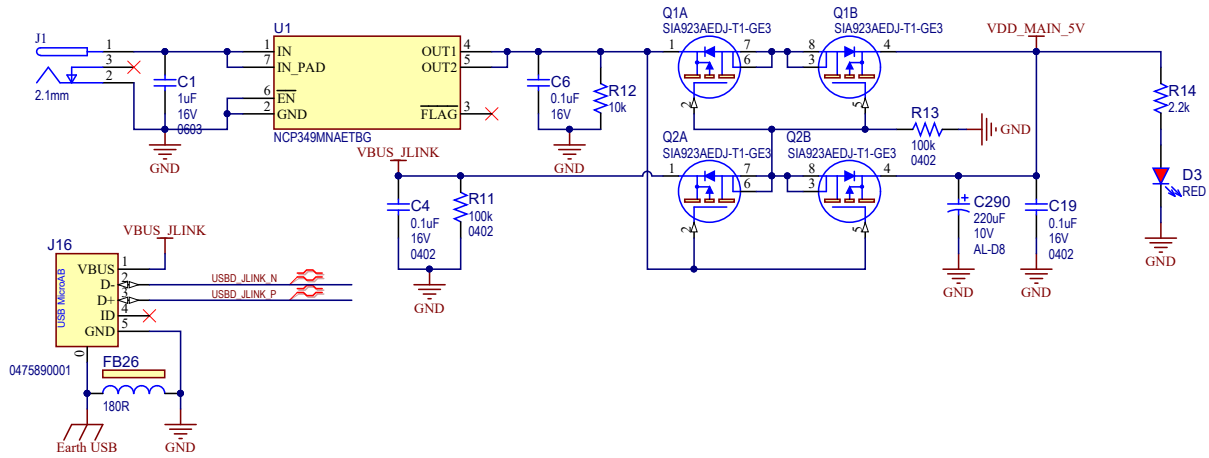 Q1A
SIA923AEDJ-T1-GE3
Q1B
SIA923AEDJ-T1-GE3
VDD_MAIN_5V
J1
1
3
2
2.1mm
C1
1uF
16V
0603
GND
U1
1 IN OUT1 4
7 IN_PAD OUT2 5
6 EN
2 GND FLAG 3
NCP349MNAETBG
C6
0.1uF
16V
GND
R12
10k
1 7 8 4
6 3
2 5
R13
100k
0402
GND
R14
2.2k
D3
RED
GND
VBUS_JLINK
Q2A
SIA923AEDJ-T1-GE3
Q2B
SIA923AEDJ-T1-GE3
1 7 8 4
6 3
2 5
C4
0.1uF
16V
0402
R11
100k
0402
GND
C290
220uF
10V
AL-D8
GND
C19
0.1uF
16V
0402
GND
VBUS_JLINK
J16
USB MicroAB
VBUS 1
D- 2 USBD_JLINK_N
D+ 3 USBD_JLINK_P
ID 4
GND 5
0
0475890001
FB26
180R
Earth USB
GND